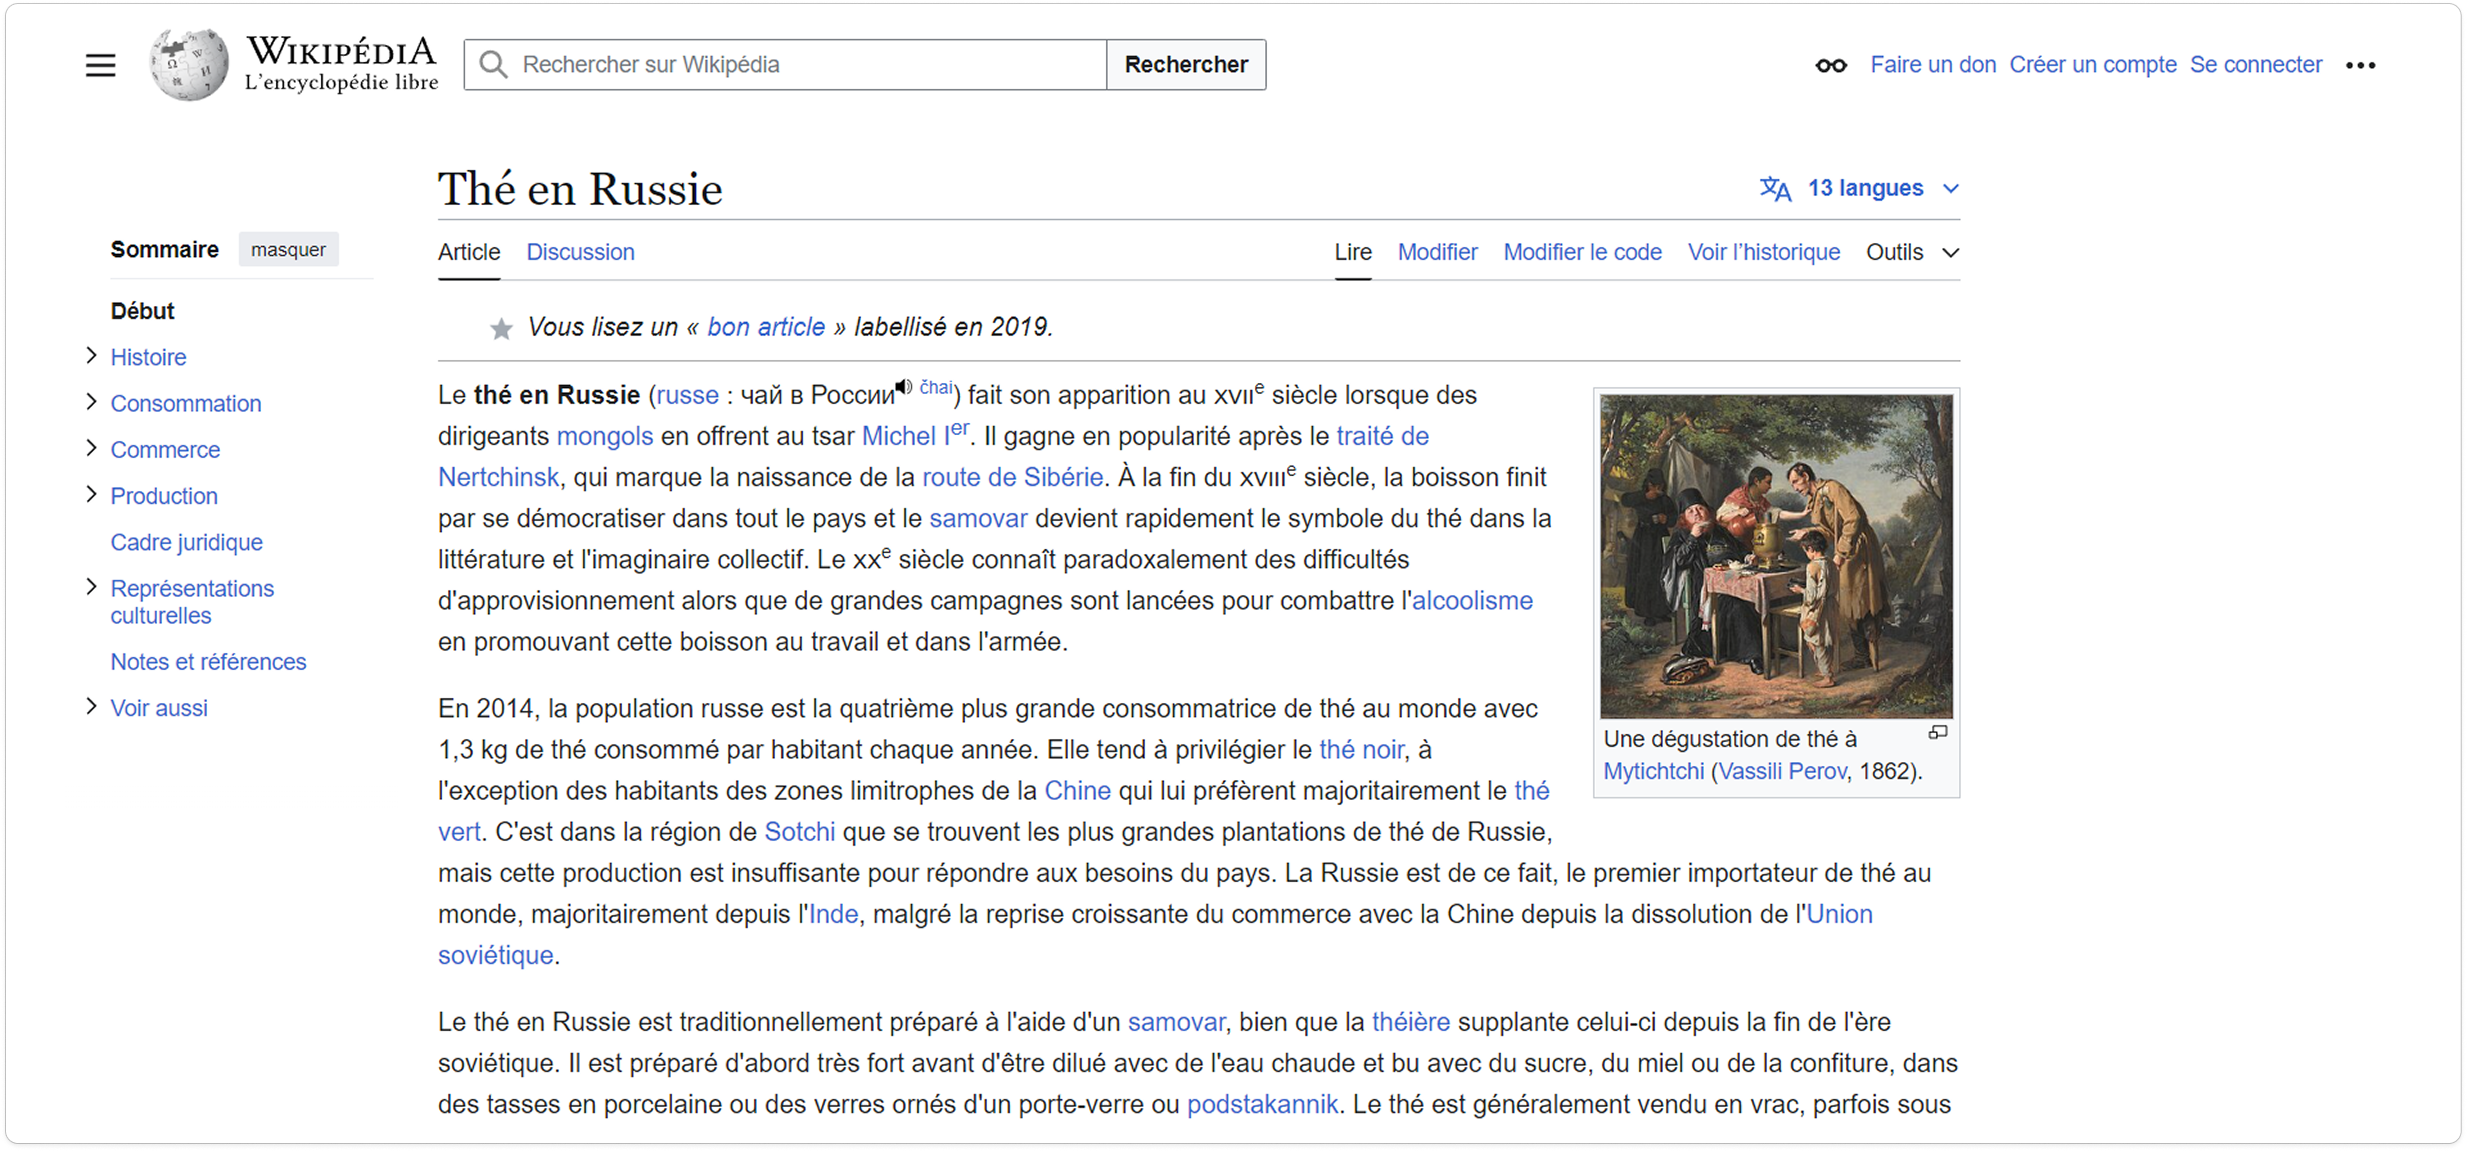 WIKIPÉDIA
L'encyclopédie libre
Rechercher sur Wikipédia
Rechercher
Faire un don
Créer un compte
Se connecter
Thé en Russie
13 langues
Sommaire
masquer
Début
Histoire
Consommation
Commerce
Production
Cadre juridique
Représentations
culturelles
Notes et références
Voir aussi
Article
Discussion
Lire
Modifier
Modifier le code
Voir l’historique
Outils
Vous lisez un « bon article » labellisé en 2019.
Le thé en Russie (russe : чай в России čhai) fait son apparition au XVIIe siècle lorsque des
dirigeants mongols en offrent au tsar Michel Ier. Il gagne en popularité après le traité de
Nertchinsk, qui marque la naissance de la route de Sibérie. À la fin du XVIIIe siècle, la boisson finit
par se démocratiser dans tout le pays et le samovar devient rapidement le symbole du thé dans la
littérature et l'imaginaire collectif. Le XXe siècle connaît paradoxalement des difficultés
d'approvisionnement alors que de grandes campagnes sont lancées pour combattre l'alcoolisme
en promouvant cette boisson au travail et dans l'armée.
En 2014, la population russe est la quatrième plus grande consommatrice de thé au monde avec
1,3 kg de thé consommé par habitant chaque année. Elle tend à privilégier le thé noir, à
l'exception des habitants des zones limitrophes de la Chine qui lui préfèrent majoritairement le thé
vert. C'est dans la région de Sotchi que se trouvent les plus grandes plantations de thé de Russie,
mais cette production est insuffisante pour répondre aux besoins du pays. La Russie est de ce fait, le premier importateur de thé au
monde, majoritairement depuis l'Inde, malgré la reprise croissante du commerce avec la Chine depuis la dissolution de l'Union
soviétique.
Une dégustation de thé à
Mytichtchi (Vassili Perov, 1862).
Le thé en Russie est traditionnellement préparé à l'aide d'un samovar, bien que la théière supplante celui-ci depuis la fin de l'ère
soviétique. Il est préparé d'abord très fort avant d'être dilué avec de l'eau chaude et bu avec du sucre, du miel ou de la confiture, dans
des tasses en porcelaine ou des verres ornés d'un porte-verre ou podstakannik. Le thé est généralement vendu en vrac, parfois sous